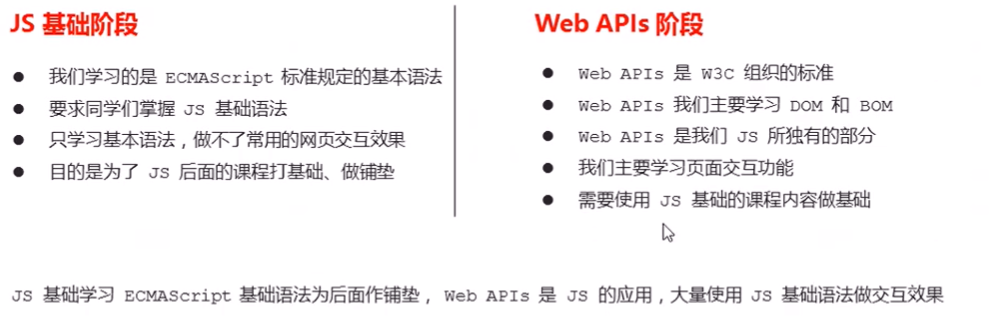 JS 基础阶段
● 我们学习的是 ECMAScript 标准规定的基本语法
● 要求同学们掌握 JS 基础语法
● 只学习基本语法，做不了常用的网页交互效果
● 目的是为了 JS 后面的课程打基础、做铺垫
Web APIs 阶段
● Web APIs 是 W3C 组织的标准
● Web APIs 我们主要学习 DOM 和 BOM
● Web APIs 是我们 JS 所独有的部分
● 我们主要学习页面交互功能
● 需要使用 JS 基础的课程内容做基础
JS 基础学习 ECMAScript 基础语法为后面作铺垫，Web APIs 是 JS 的应用，大量使用 JS 基础语法做交互效果